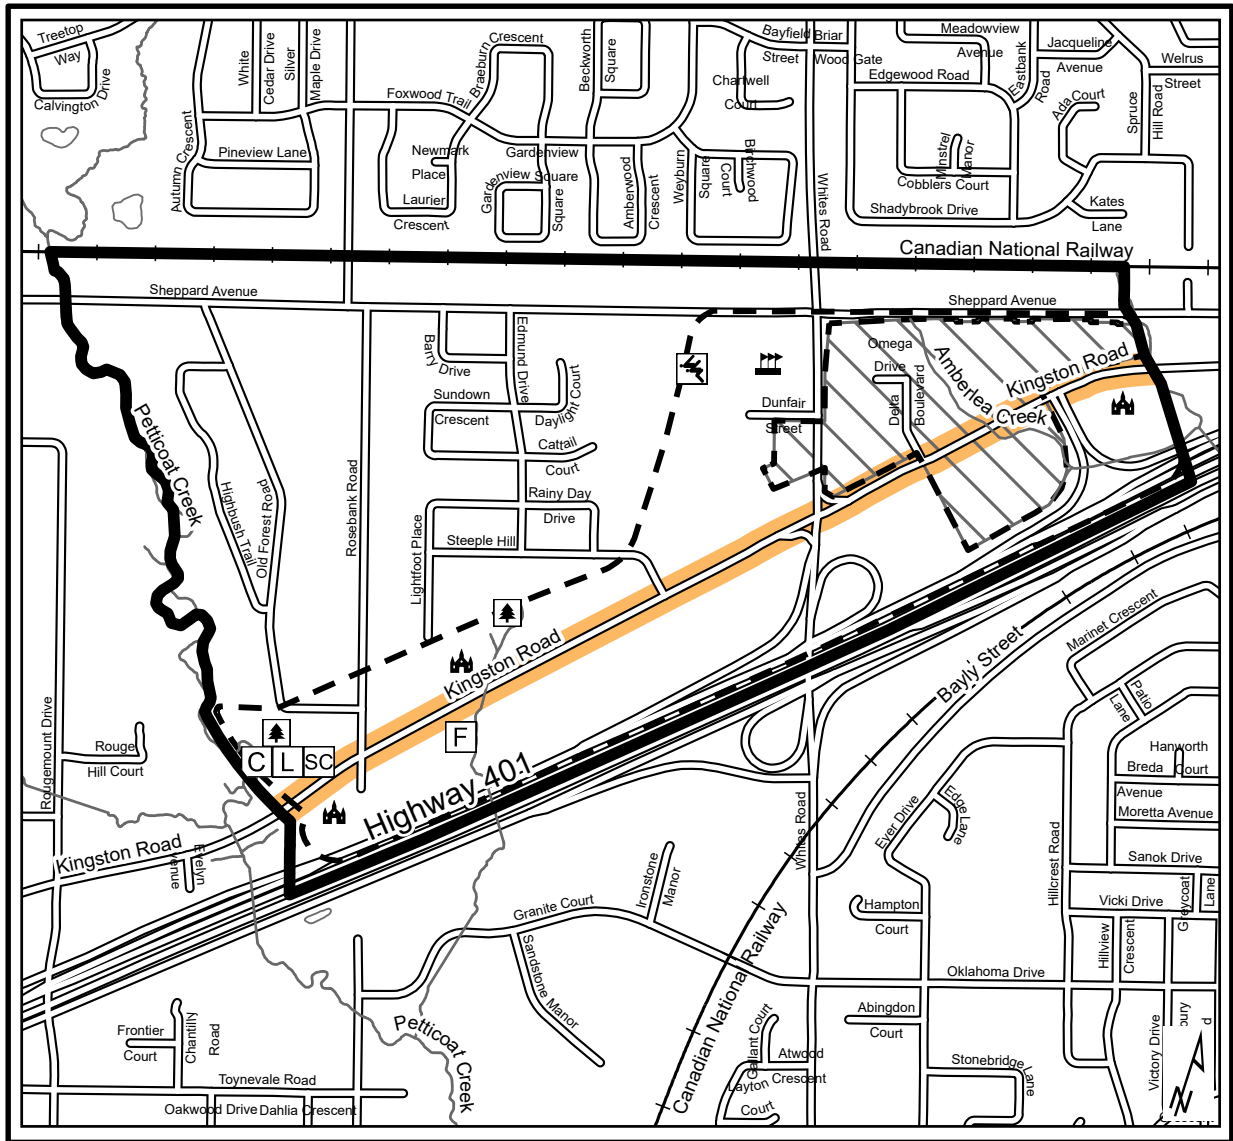 Treetop
Way
Calvington
Drive
White
Cedar Drive
Silver
Maple Drive
Autumn Crescent
Pineview Lane
Foxwood Trail
Braeburn
Crescent
Newmark
Place
Laurier
Crescent
Gardenview
Gardenview Square
Square
Beckworth
Square
Amberwood
Crescent
Weyburn
Square
Birchwood
Court
Chartwell
Court
Bayfield
Street
Briar
Wood Gate
Whites Road
Meadowview
Avenue
Edgewood Road
Eastbank
Road
Jacqueline
Avenue
Ada Court
Spruce
Hill Road
Welrus
Street
Minstrel
Manor
Cobblers Court
Shadybrook Drive
Kates
Lane
Canadian National Railway
Sheppard Avenue
Sheppard Avenue
Petticoat Creek
Highbush Trail
Old Forest Road
Rosebank Road
Barry Drive
Edmund Drive
Sundown
Crescent
Daylight Court
Cattail
Court
Rainy Day
Drive
Lightfoot Place
Steeple Hill
Dunfair
Street
Omega
Drive
Delta
Boulevard
Amberlea
Creek
Kingston Road
Kingston Road
F
C
L
SC
Highway 401
Bayly Street
Marinet Crescent
Rougemount Drive
Rouge
Hill Court
Kingston Road
Evelyn
venue
Patio
Lane
Hanworth
Court
Breda
Avenue
Moretta Avenue
Sanok Drive
Vicki Drive
Greycoat
Lane
Hillcrest Road
Hillview
Crescent
Ever Drive
Edge Lane
Whites Road
Ironstone
Manor
Granite Court
Sandstone Manor
Hampton
Court
Oklahoma Drive
Abingdon
Court
Canadian National Railway
Gallant Court
Atwood
Crescent
Layton
Court
Stonebridge
Lane
Victory Drive
bury
d
Petticoat Creek
Frontier
Court
Chantilly
Road
Toynevale Road
Oakwood Drive
Dahlia Crescent
N